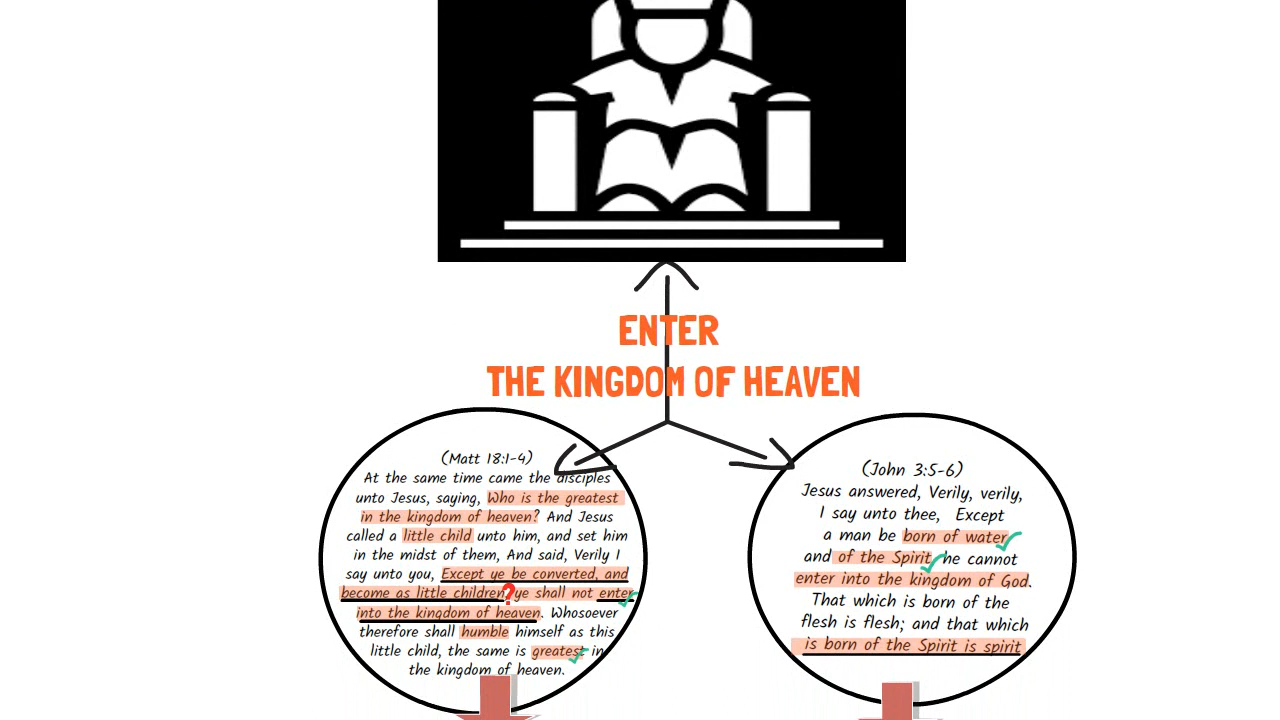 ENTER
THE KINGDOM OF HEAVEN
(Matt 18:1-4)
At the same time came the disciples
unto Jesus, saying, Who is the greatest
in the kingdom of heaven? And Jesus
called a little child unto him, and set him
in the midst of them, And said, Verily I
say unto you, Except ye be converted, and
become as little children? ye shall not enter
into the kingdom of heaven. Whosoever
therefore shall humble himself as this
little child, the same is greatest in
the kingdom of heaven.
(John 3:5-6)
Jesus answered, Verily, verily,
I say unto thee, Except
a man be born of water
and of the Spirit he cannot
enter into the kingdom of God.
That which is born of the
flesh is flesh; and that which
is born of the Spirit is spirit